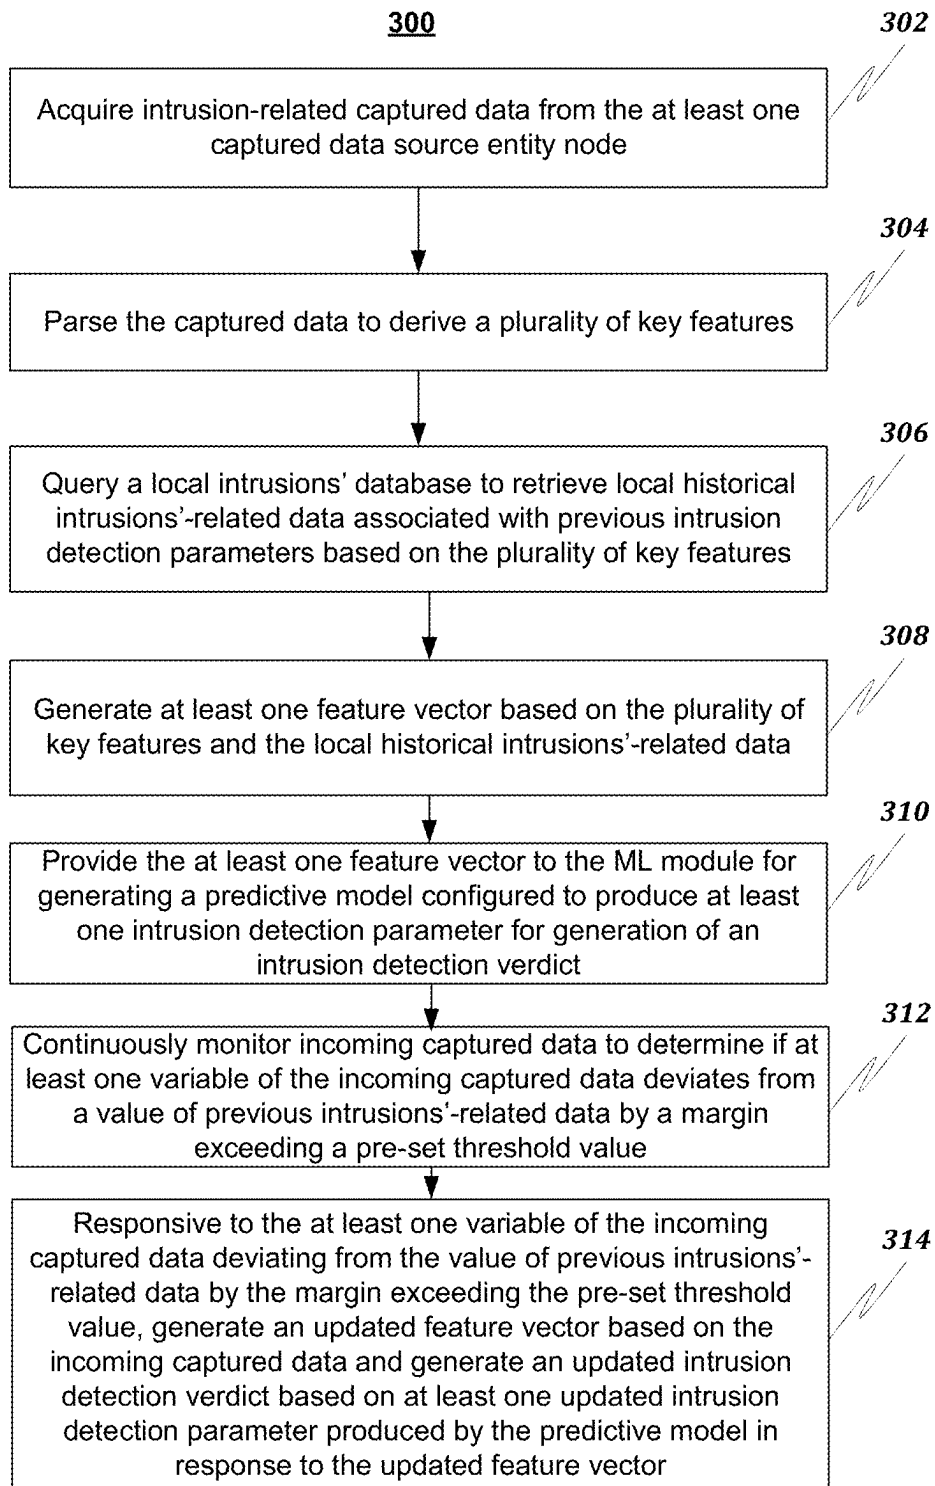 300
302
Acquire intrusion-related captured data from the at least one
captured data source entity node
304
Parse the captured data to derive a plurality of key features
306
Query a local intrusions’ database to retrieve local historical
intrusions’-related data associated with previous intrusion
detection parameters based on the plurality of key features
308
Generate at least one feature vector based on the plurality of
key features and the local historical intrusions’-related data
310
Provide the at least one feature vector to the ML module for
generating a predictive model configured to produce at least
one intrusion detection parameter for generation of an
intrusion detection verdict
312
Continuously monitor incoming captured data to determine if at
least one variable of the incoming captured data deviates from
a value of previous intrusions’-related data by a margin
exceeding a pre-set threshold value
314
Responsive to the at least one variable of the incoming
captured data deviating from the value of previous intrusions’-
related data by the margin exceeding the pre-set threshold
value, generate an updated feature vector based on the
incoming captured data and generate an updated intrusion
detection verdict based on at least one updated intrusion
detection parameter produced by the predictive model in
response to the updated feature vector